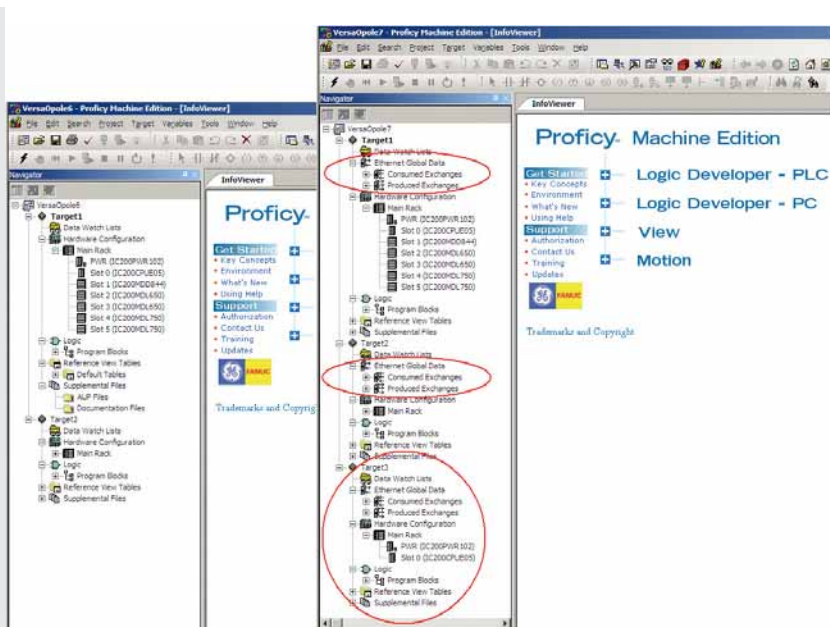 VersaOpole6 - Proficy Machine Edition - [InfoViewer]
File Edit Search Project Target Variables Tools Window Help
Navigator
VersaOpole6
Target1
Data Watch Lists
Hardware Configuration
Main Rack
PWR (IC200PWR102)
Slot 0 (IC200CPUE05)
Slot 1 (IC200MDD844)
Slot 2 (IC200MDL650)
Slot 3 (IC200MDL650)
Slot 4 (IC200MDL750)
Slot 5 (IC200MDL750)
Logic
Program Blocks
Reference View Tables
Default Tables
Supplemental Files
AUP Files
Documentation Files
Target2
Data Watch Lists
Hardware Configuration
Main Rack
Logic
Program Blocks
Reference View Tables
Supplemental Files
InfoViewer
Proficy
Get Started
Key Concepts
Environment
What's New
Using Help
Support
Authorization
Contact Us
Training
Updates
FANUC
Trademarks and Copyrig
VersaOpole7 - Proficy Machine Edition - [InfoViewer]
File Edit Search Project Target Variables Tools Window Help
Navigator
VersaOpole7
Target1
Data Watch Lists
Ethernet Global Data
Consumed Exchanges
Produced Exchanges
Hardware Configuration
Main Rack
PWR (IC200PWR102)
Slot 0 (IC200CPUE05)
Slot 1 (IC200MDD844)
Slot 2 (IC200MDL650)
Slot 3 (IC200MDL650)
Slot 4 (IC200MDL750)
Slot 5 (IC200MDL750)
Logic
Program Blocks
Reference View Tables
Supplemental Files
Target2
Data Watch Lists
Ethernet Global Data
Consumed Exchanges
Produced Exchanges
Hardware Configuration
Main Rack
Logic
Program Blocks
Reference View Tables
Supplemental Files
Target3
Data Watch Lists
Ethernet Global Data
Consumed Exchanges
Produced Exchanges
Hardware Configuration
Main Rack
PWR (IC200PWR102)
Slot 0 (IC200CPUE05)
Logic
Program Blocks
Reference View Tables
Supplemental Files
InfoViewer
Proficy Machine Edition
Get Started
Key Concepts
Environment
What's New
Using Help
Support
Authorization
Contact Us
Training
Updates
Logic Developer - PLC
Logic Developer - PC
View
Motion
FANUC
Trademarks and Copyright